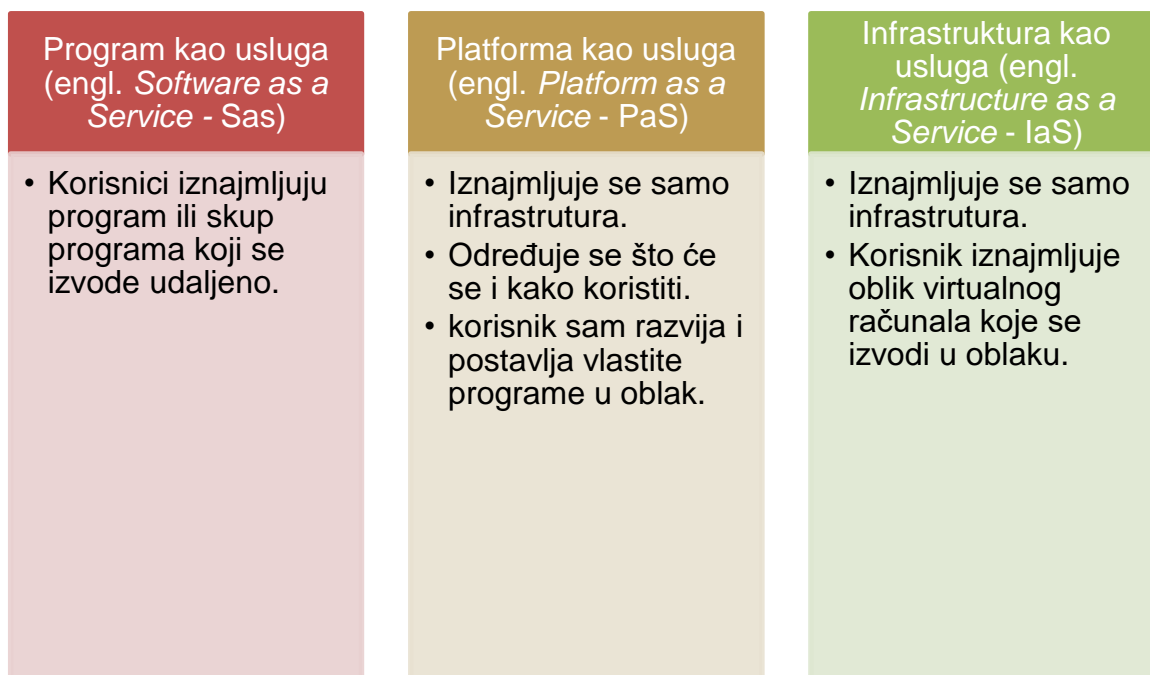 Program kao usluga
(engl. Software as a
Service - Sas)
• Korisnici iznajmljuju
program ili skup
programa koji se
izvode udaljeno.
Platforma kao usluga
(engl. Platform as a
Service - PaS)
• Iznajmljuje se samo
infrastrutura.
• Određuje se što će
se i kako koristiti.
• korisnik sam razvija i
postavlja vlastite
programe u oblak.
Infrastruktura kao
usluga (engl.
Infrastructure as a
Service - IaS)
• Iznajmljuje se samo
infrastrutura.
• Korisnik iznajmljuje
oblik virtualnog
računala koje se
izvodi u oblaku.